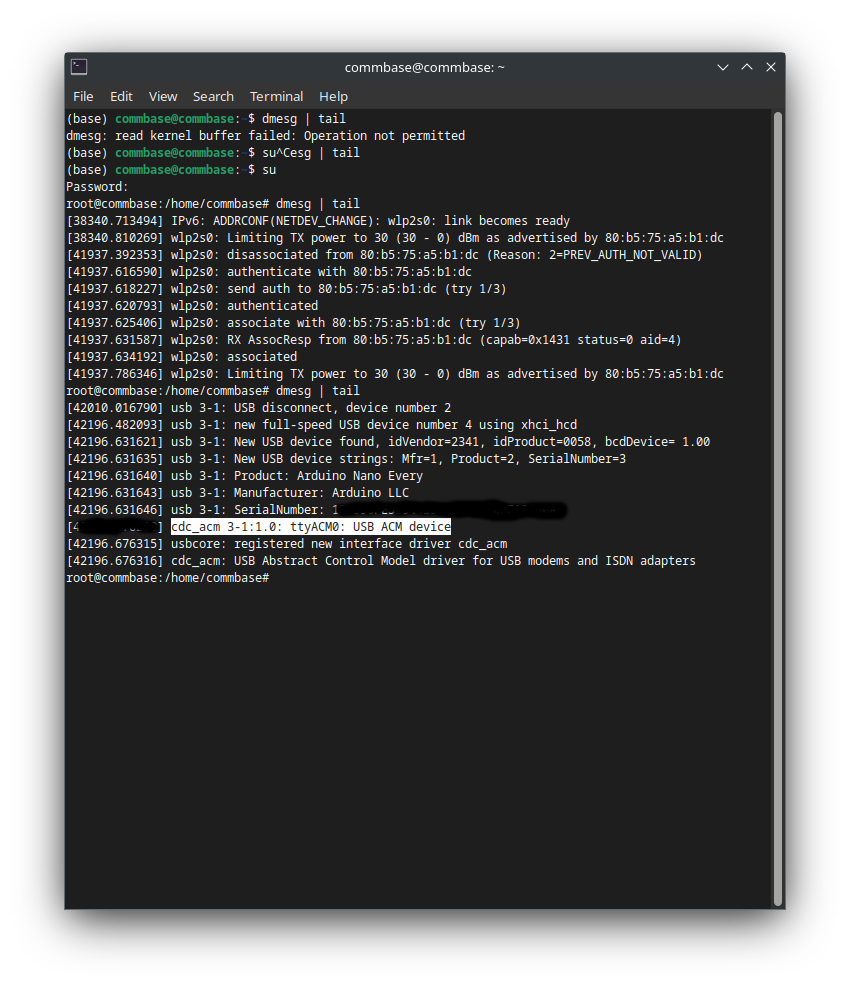 commbase@commbase: ~
File Edit View Search Terminal Help
(base) commbase@commbase:~$ dmesg | tail
dmesg: read kernel buffer failed: Operation not permitted
(base) commbase@commbase:~$ su^Cesg | tail
(base) commbase@commbase:~$ su
Password:
root@commbase:/home/commbase# dmesg | tail
[38340.713494] IPv6: ADDRCONF(NETDEV_CHANGE): wlp2s0: link becomes ready
[38340.810269] wlp2s0: Limiting TX power to 30 (30 - 0) dBm as advertised by 80:b5:75:a5:b1:dc
[41937.392353] wlp2s0: disassociated from 80:b5:75:a5:b1:dc (Reason: 2=PREV_AUTH_NOT_VALID)
[41937.616590] wlp2s0: authenticate with 80:b5:75:a5:b1:dc
[41937.618227] wlp2s0: send auth to 80:b5:75:a5:b1:dc (try 1/3)
[41937.620793] wlp2s0: authenticated
[41937.625406] wlp2s0: associate with 80:b5:75:a5:b1:dc (try 1/3)
[41937.631587] wlp2s0: RX AssocResp from 80:b5:75:a5:b1:dc (capab=0x1431 status=0 aid=4)
[41937.634192] wlp2s0: associated
[41937.786346] wlp2s0: Limiting TX power to 30 (30 - 0) dBm as advertised by 80:b5:75:a5:b1:dc
root@commbase:/home/commbase# dmesg | tail
[42010.016790] usb 3-1: USB disconnect, device number 2
[42196.482093] usb 3-1: new full-speed USB device number 4 using xhci_hcd
[42196.631621] usb 3-1: New USB device found, idVendor=2341, idProduct=0058, bcdDevice= 1.00
[42196.631635] usb 3-1: New USB device strings: Mfr=1, Product=2, SerialNumber=3
[42196.631640] usb 3-1: Product: Arduino Nano Every
[42196.631643] usb 3-1: Manufacturer: Arduino LLC
[42196.631646] usb 3-1: SerialNumber:
cdc_acm 3-1:1.0: ttyACM0: USB ACM device
[42196.676315] usbcore: registered new interface driver cdc_acm
[42196.676316] cdc_acm: USB Abstract Control Model driver for USB modems and ISDN adapters
root@commbase:/home/commbase#